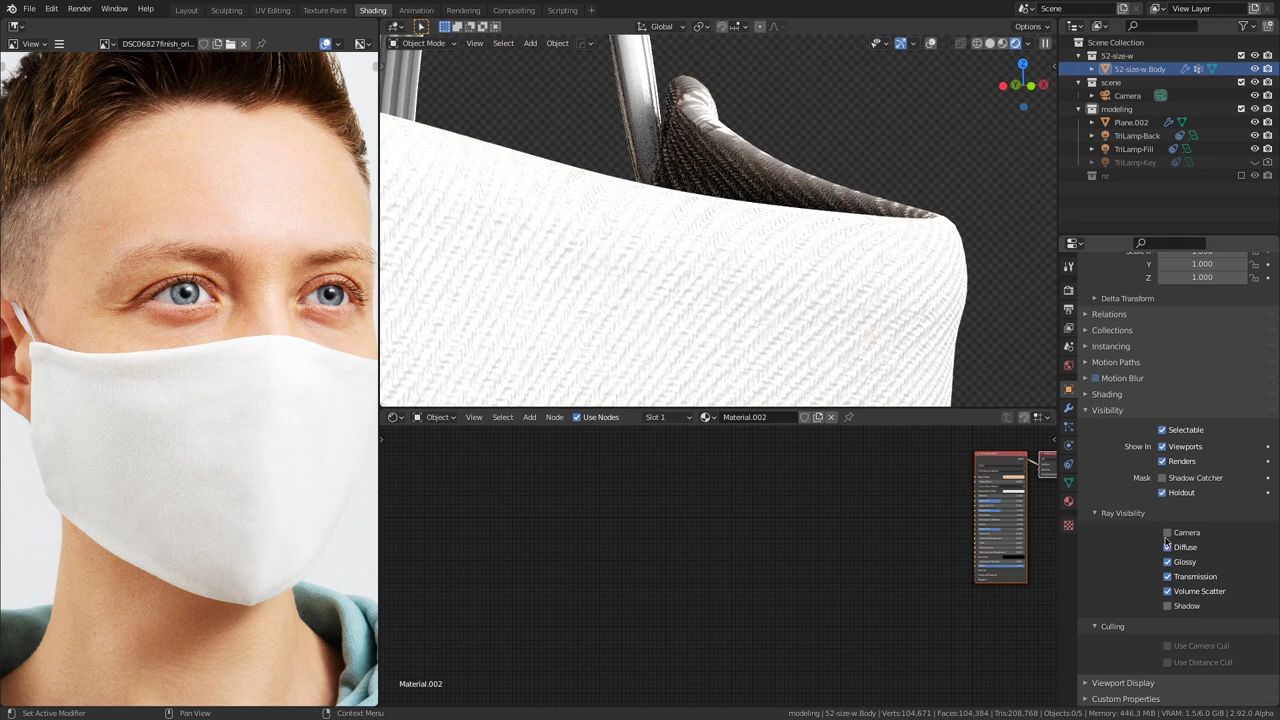 File Edit Render Window Help
Layout Sculpting UV Editing Texture Paint Shading Animation Rendering Compositing Scripting +
Scene View Layer
View DSC06827finish_ori...
Global Options
Object Mode View Select Add Object
Scene Collection
52-size-w
52-size-w.Body
scene
Camera
modeling
Plane.002
TriLamp-Back
TriLamp-Fill
TriLamp-Key
nz
Z Y X
1.000
Y 1.000
Z 1.000
Delta Transform
Relations
Collections
Instancing
Motion Paths
Motion Blur
Shading
Visibility
Selectable
Show In Viewports
Renders
Mask Shadow Catcher
Holdout
Ray Visibility
Camera
Diffuse
Glossy
Transmission
Volume Scatter
Shadow
Culling
Use Camera Cull
Use Distance Cull
Viewport Display
Custom Properties
Object View Select Add Node Use Nodes Slot 1 Material.002
Material.002
Set Active Modifier Pan View Context Menu
modeling | 52-size-w.Body | Verts:104,671 | Faces:104,384 | Tris:208,768 | Objects:0/5 | Memory: 446.3 MiB | VRAM: 1.5/6.0 GiB | 2.92.0 Alpha